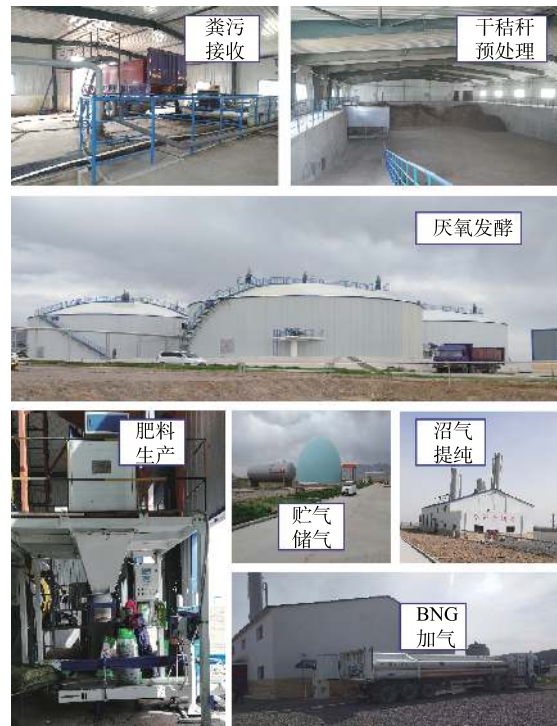 粪污
接收
干秸秆
预处理
厌氧发酵
肥料
生产
贮气
储气
沼气
提纯
BNG
加气